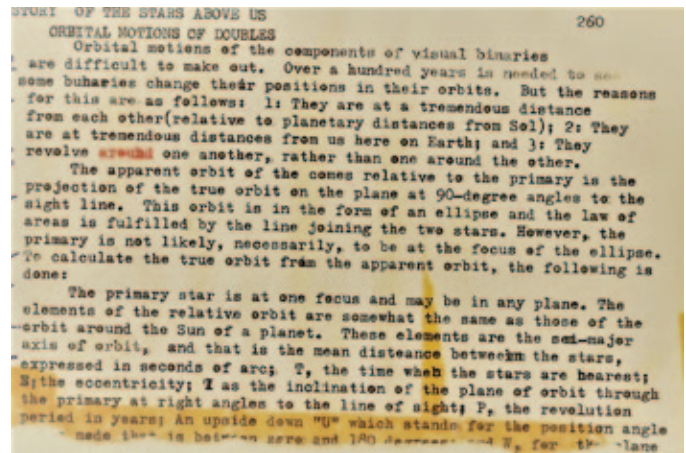 STORY OF THE STARS ABOVE US 260
ORBITAL MOTIONS OF DOUBLES
Orbital motions of the components of visual binaries
are difficult to make out. Over a hundred years is needed to see
some buharies change their positions in their orbits. But the reasons
for this are as follows: 1: They are at a tremendous distance
from each other(relative to planetary distances from Sol); 2: They
are at tremendous distances from us here on Earth; and 3: They
revolve around one another, rather than one around the other.
The apparent orbit of the comes relative to the primary is the
projection of the true orbit on the plane at 90-degree angles to the
sight line. This orbit is in the form of an ellipse and the law of
areas is fulfilled by the line joining the two stars. However, the
primary is not likely, necessarily, to be at the focus of the ellipse.
To calculate the true orbit from the apparent orbit, the following is
done:
The primary star is at one focus and may be in any plane. The
elements of the relative orbit are somewhat the same as those of the
orbit around the Sun of a planet. These elements are the semi-major
axis of orbit, and that is the mean disteance between the stars,
expressed in seconds of arc; T, the time when the stars are nearest;
the eccentricity; I as the inclination of the plane of orbit through
the primary at right angles to the line of sight; P, the revolution
period in years; An upside down "U" which stands for the position angle
made that is between zero and 180 degrees; and W, for the plane